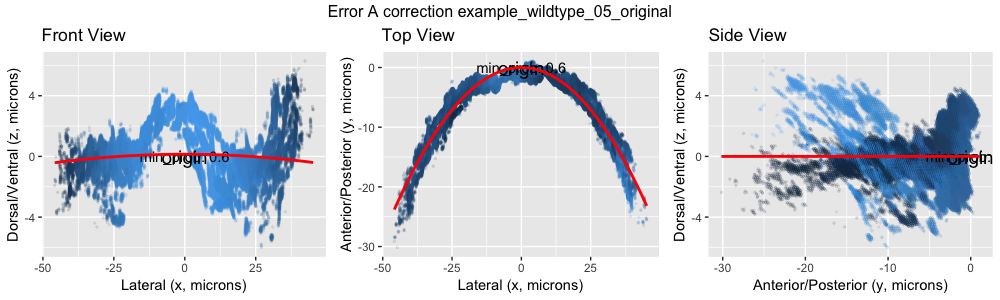 Error A correction example_wildtype_05_original
Front View
Top View
Side View
Dorsal/Ventral (z, microns)
4
0
-4
-50
-25
0
25
Lateral (x, microns)
Anterior/Posterior (y, microns)
0
-10
-20
-30
-50
-25
0
25
Lateral (x, microns)
Dorsal/Ventral (z, microns)
4
0
-4
-30
-20
-10
0
Anterior/Posterior (y, microns)